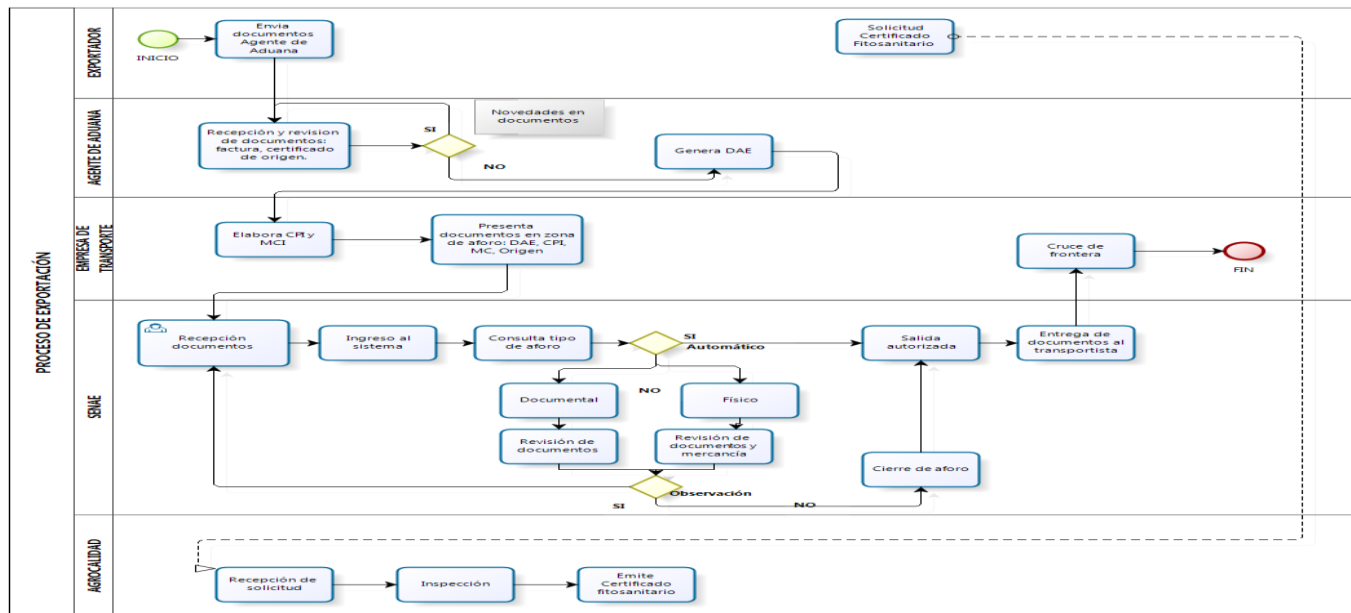 PROCESO DE EXPORTACIÓN
EXPORTADOR
INICIO
Envia
documentos
Agente de
Aduana
Solicitud
Certificado
Fitosanitario
AGENTE DE ADUANA
Recepción y revision
de documentos:
factura, certificado
de origen.
SI
NO
Novedades en
documentos
Genera DAE
EMPRESA DE
TRANSPORTE
Elabora CPI y
MCI
Presenta
documentos en zona
de aforo: DAE, CPI,
MC, Origen
Cruce de
frontera
FIN
SENAE
Recepción
documentos
Ingreso al
sistema
Consulta tipo
de aforo
SI
Automático
NO
Salida
autorizada
Entrega de
documentos al
transportista
Documental
Físico
Revisión de
documentos
Revisión de
documentos y
mercancía
Cierre de aforo
Observación
SI
NO
AGROCALIDAD
Recepción de
solicitud
Inspección
Emite
Certificado
fitosanitario